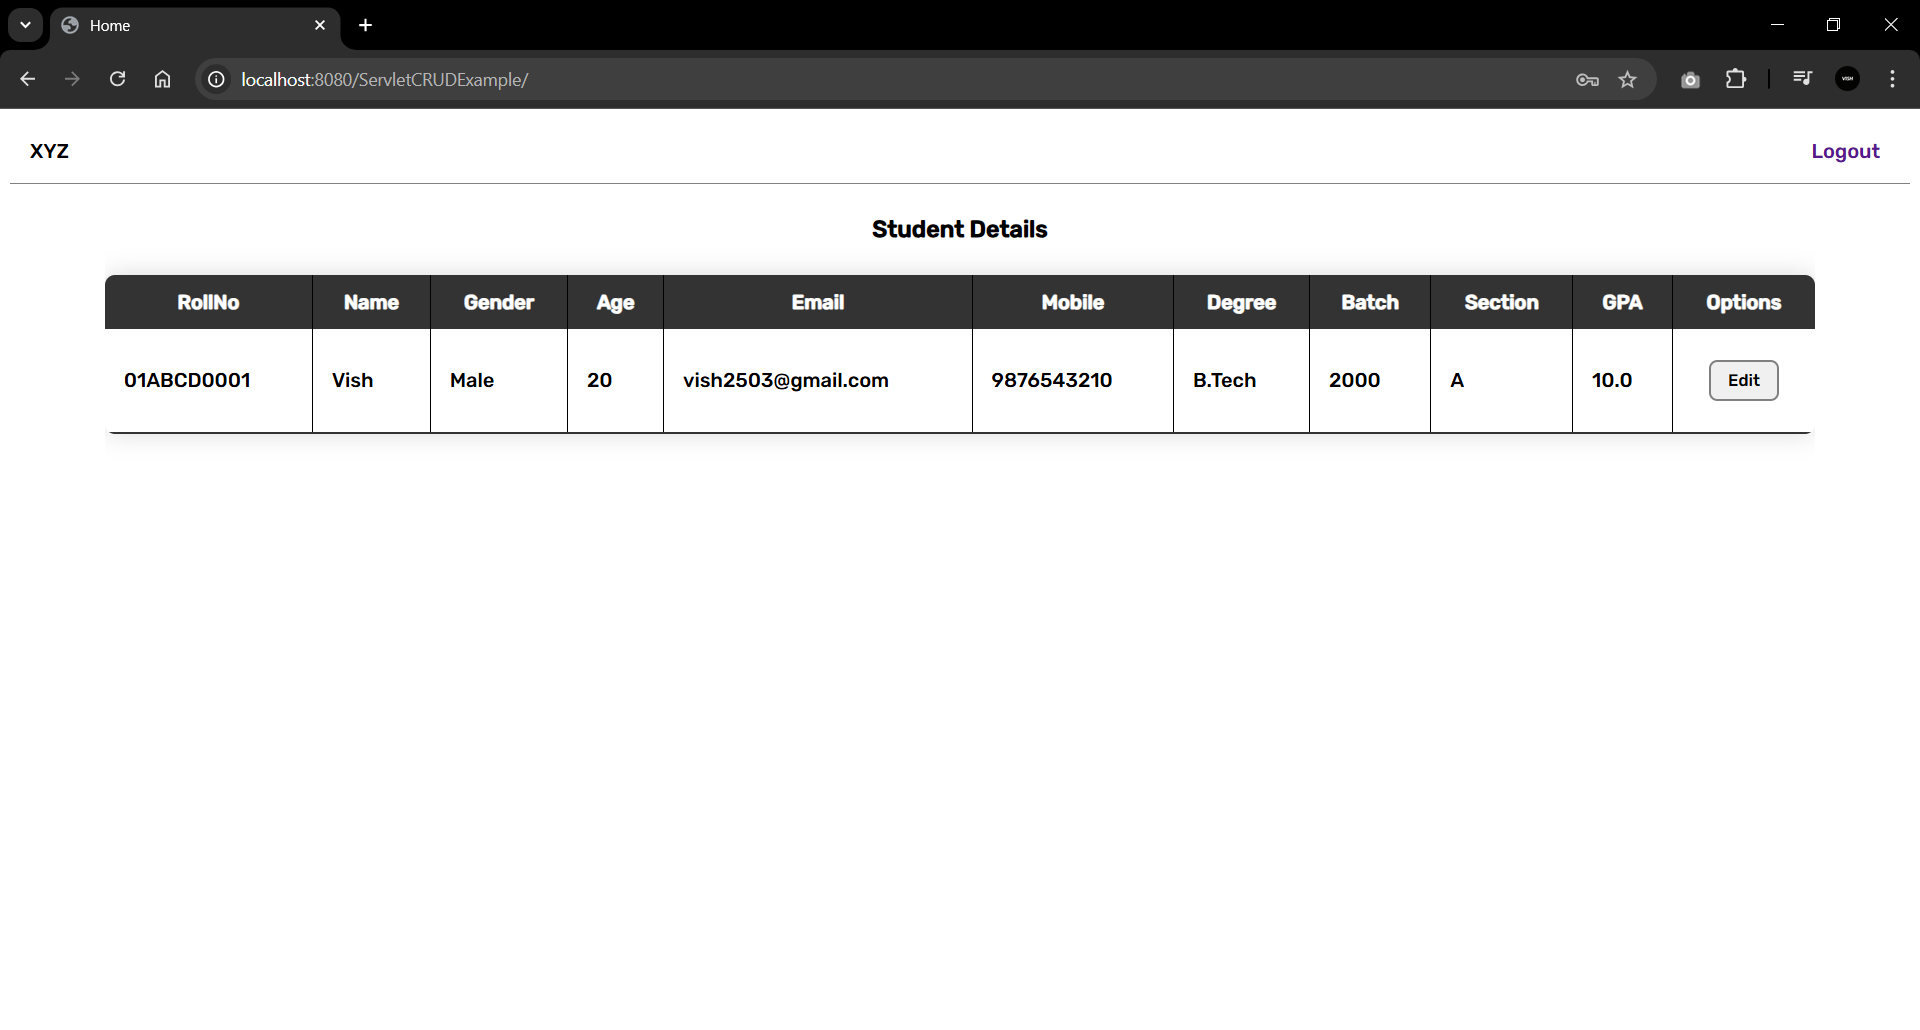 Home
localhost:8080/ServletCRUDExample/
XYZ Logout
Student Details
RollNo Name Gender Age Email Mobile Degree Batch Section GPA Options
01ABCD0001 Vish Male 20 vish2503@gmail.com 9876543210 B.Tech 2000 A 10.0 Edit